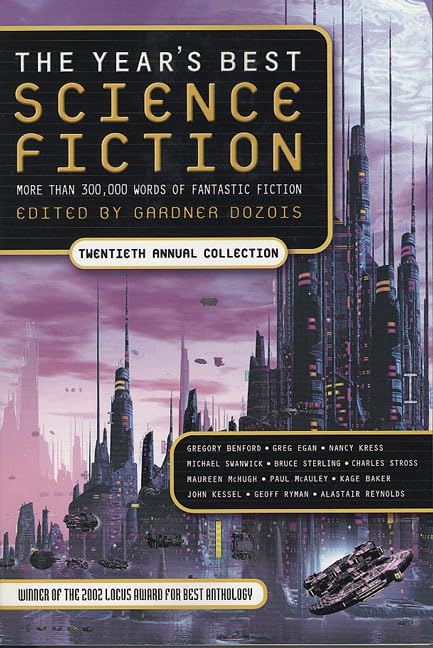 THE YEAR'S BEST
SCIENCE
FICTION
MORE THAN 300,000 WORDS OF FANTASTIC FICTION
EDITED BY GARDNER DOZOIS
TWENTIETH ANNUAL COLLECTION
GREGORY BENFORD • GREG EGAN • NANCY KRESS
MICHAEL SWANWICK • BRUCE STERLING • CHARLES STROSS
MAUREEN McHUGH • PAUL McAULEY • KAGE BAKER
JOHN KESSEL • GEOFF RYMAN • ALASTAIR REYNOLDS
WINNER OF THE 2002 LOCUS AWARD FOR BEST ANTHOLOGY